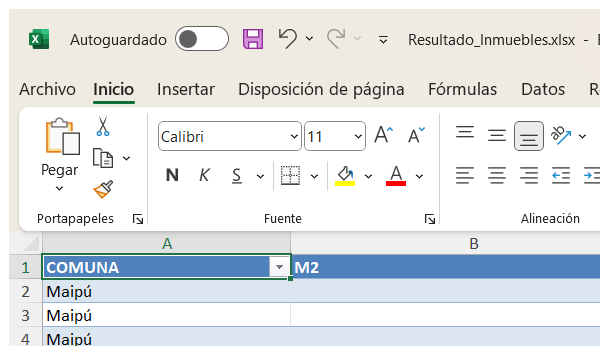 Autoguardado Resultado_Inmuebles.xlsx -
Archivo Inicio Insertar Disposición de página Fórmulas Datos
Pegar
Calibri 11
N K S A
Portapapeles Fuente Alineación
A B
1 COMUNA M2
2 Maipú
3 Maipú
4 Maipú